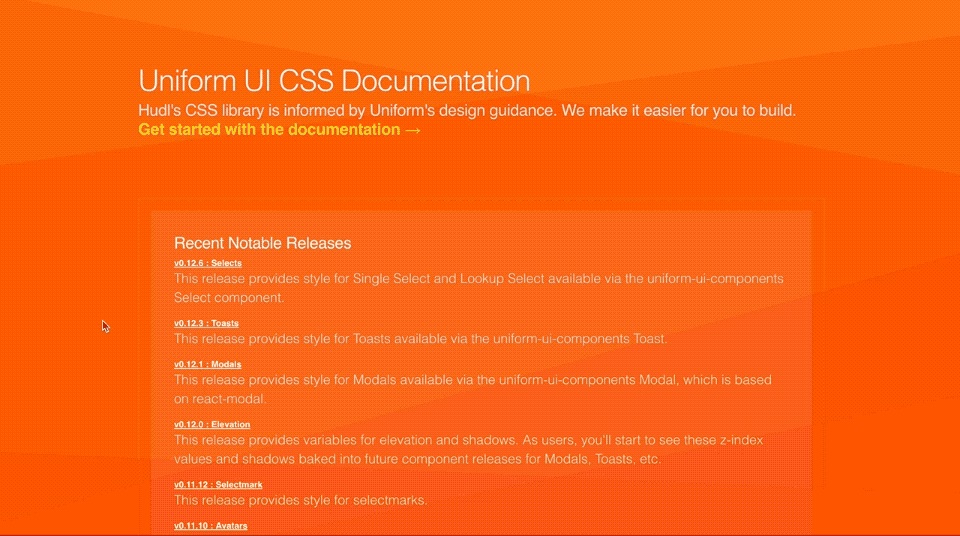 Uniform UI CSS Documentation
Hudl's CSS library is informed by Uniform's design guidance. We make it easier for you to build.
Get started with the documentation →
Recent Notable Releases
v0.12.6 : Selects
This release provides style for Single Select and Lookup Select available via the uniform-ui-components
Select component.
v0.12.3 : Toasts
This release provides style for Toasts available via the uniform-ui-components Toast.
v0.12.1 : Modals
This release provides style for Modals available via the uniform-ui-components Modal, which is based
on react-modal.
v0.12.0 : Elevation
This release provides variables for elevation and shadows. As users, you'll start to see these z-index
values and shadows baked into future component releases for Modals, Toasts, etc.
v0.11.12 : Selectmark
This release provides style for selectmarks.
v0.11.10 : Avatars